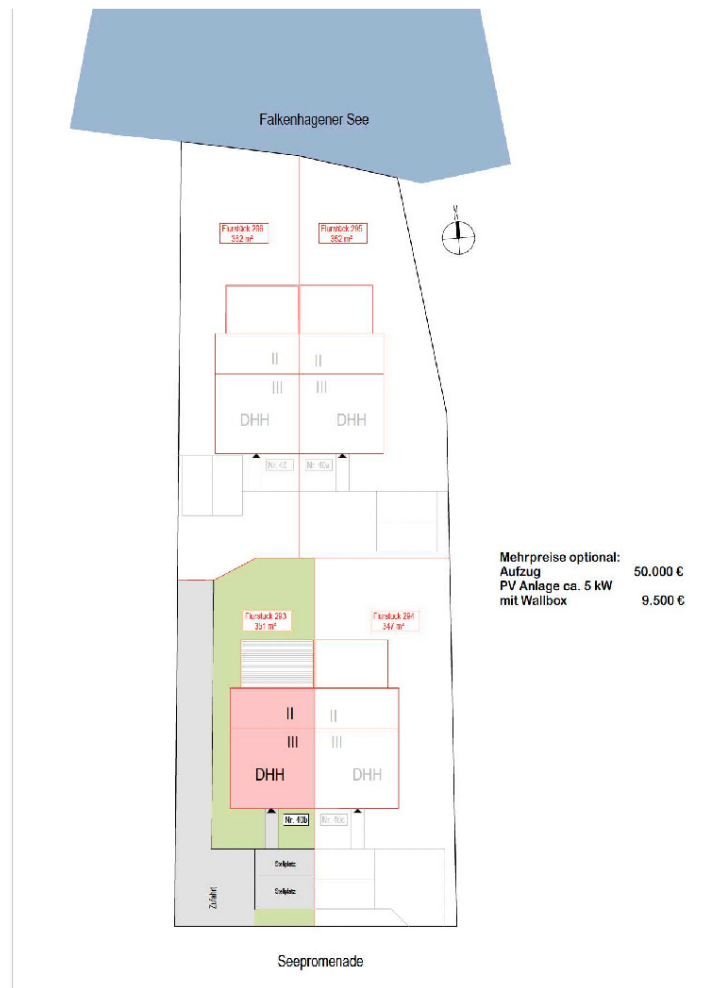 Falkenhagener See
N
Flurstück 296
352 m²
Flurstück 295
352 m²
II
II
III
III
DHH
DHH
Nr. 40
Nr. 40a
Mehrpreise optional:
Aufzug 50.000 €
PV Anlage ca. 5 kW
mit Wallbox 9.500 €
Flurstück 293
351 m²
Flurstück 294
347 m²
II
II
III
III
DHH
DHH
Nr. 40b
Nr. 40c
Stellplatz
Stellplatz
Zufahrt
Seepromenade